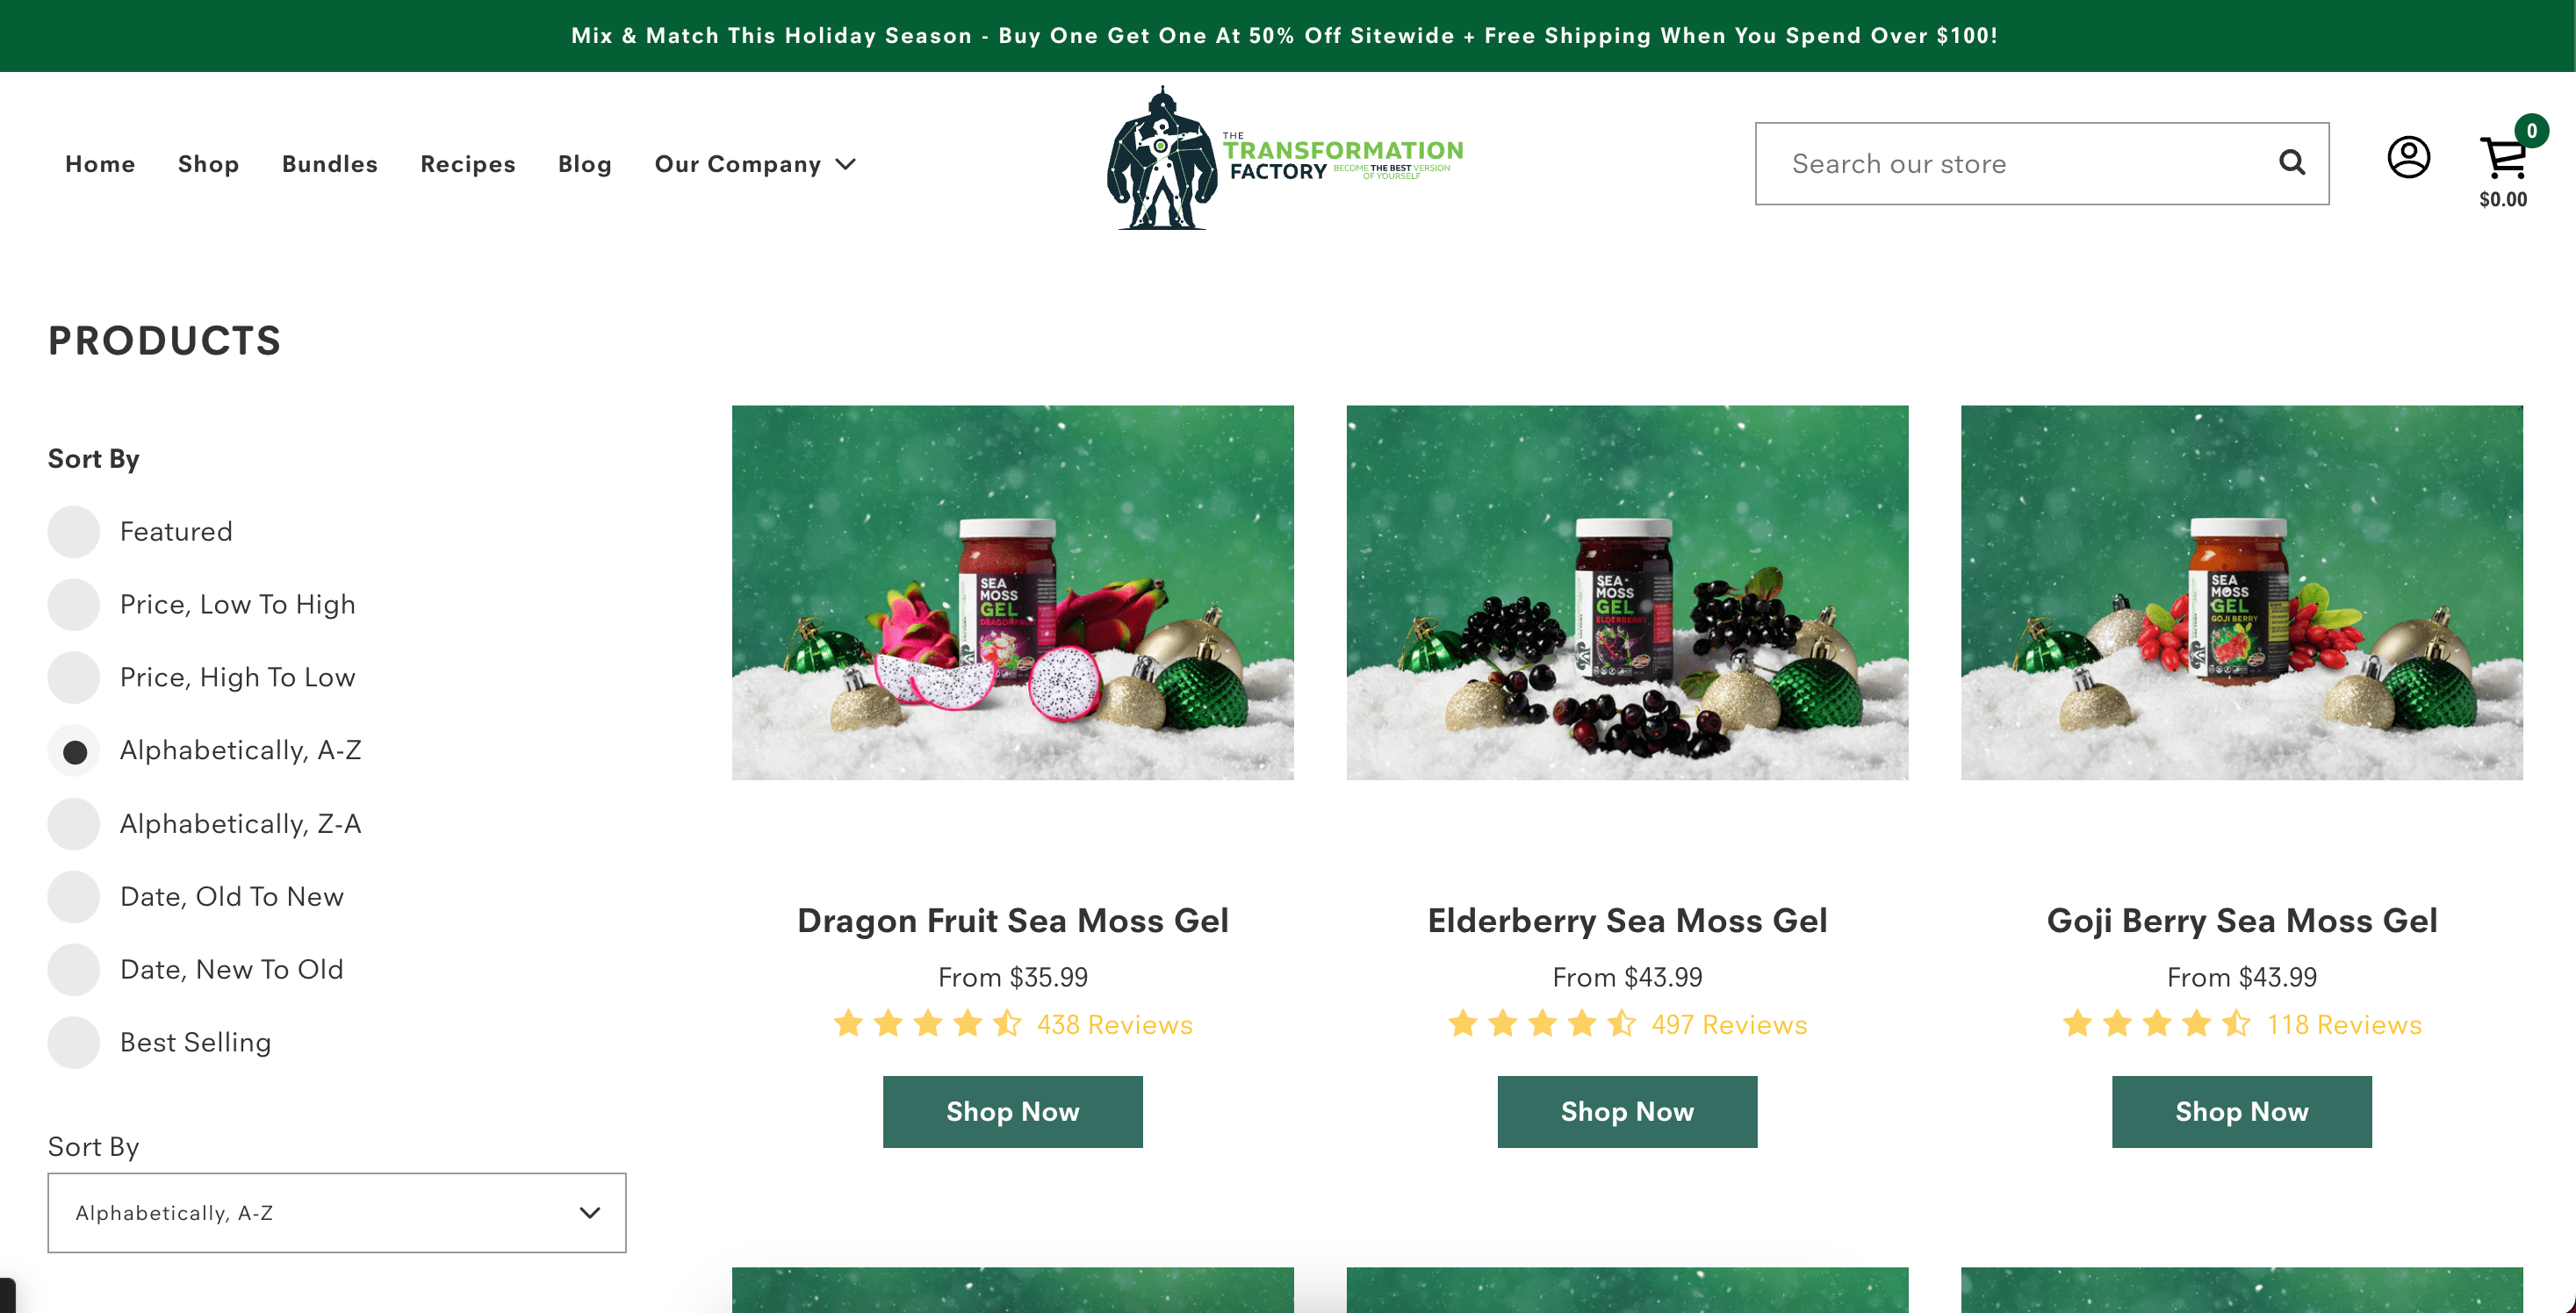 Mix & Match This Holiday Season - Buy One Get One At 50% Off Sitewide + Free Shipping When You Spend Over $100!
Home Shop Bundles Recipes Blog Our Company
THE
TRANSFORMATION
FACTORY BECOME THE BEST VERSION
OF YOURSELF
Search our store
0
$0.00
PRODUCTS
Sort By
Featured
Price, Low To High
Price, High To Low
Alphabetically, A-Z
Alphabetically, Z-A
Date, Old To New
Date, New To Old
Best Selling
Sort By
Alphabetically, A-Z
SEA
MOSS
GEL
DRAGONFRUIT
SEA
MOSS
GEL
ELDERBERRY
SEA
MOSS
GEL
GOJI BERRY
Dragon Fruit Sea Moss Gel
From $35.99
438 Reviews
Shop Now
Elderberry Sea Moss Gel
From $43.99
497 Reviews
Shop Now
Goji Berry Sea Moss Gel
From $43.99
118 Reviews
Shop Now